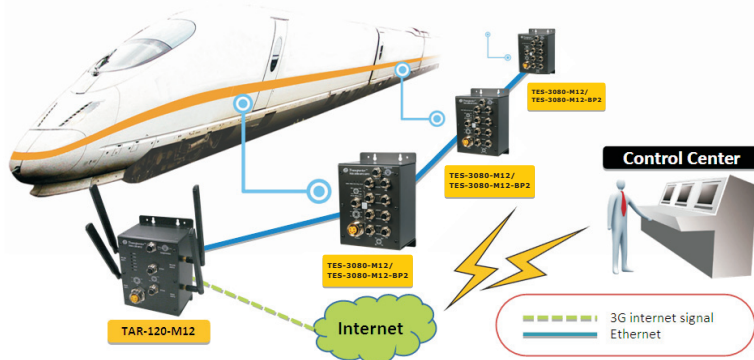 TES-3080-M12/
TES-3080-M12-BP2
TES-3080-M12/
TES-3080-M12-BP2
Control Center
TES-3080-M12/
TES-3080-M12-BP2
TAR-120-M12
Internet
3G internet signal
Ethernet